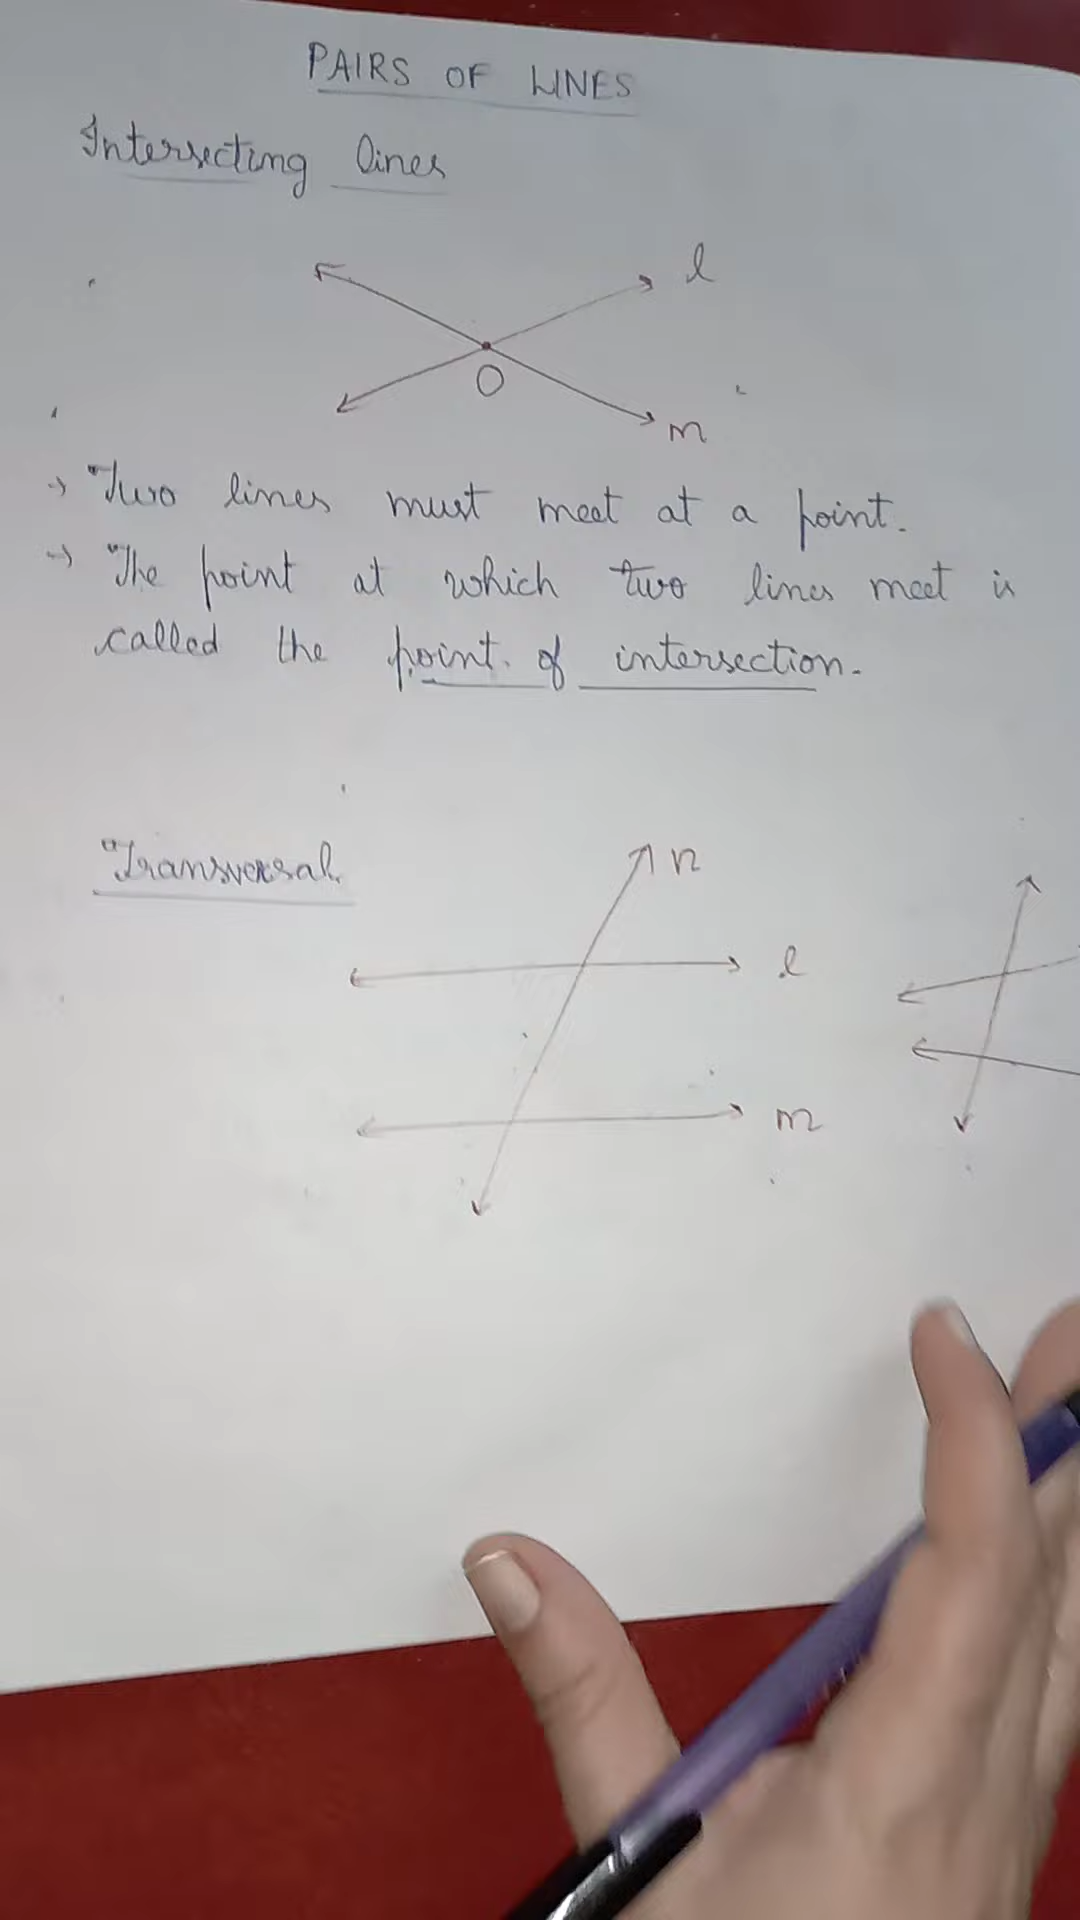 PAIRS OF LINES
Intersecting lines
l
O
m
→ Two lines must meet at a point.
→ The point at which two lines meet is
called the point of intersection.
Transversal.
n
l
m